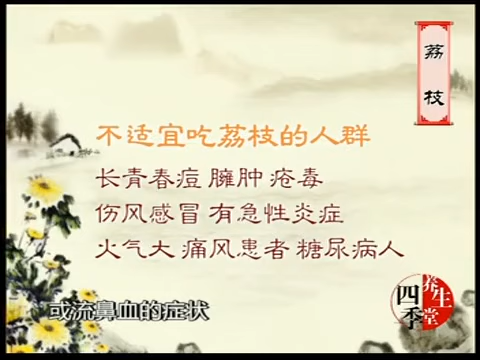 荔枝
不适宜吃荔枝的人群
长青春痘 臃肿 疮毒
伤风感冒 有急性炎症
火气大 痛风患者 糖尿病人
四季养生堂
或流鼻血的症状